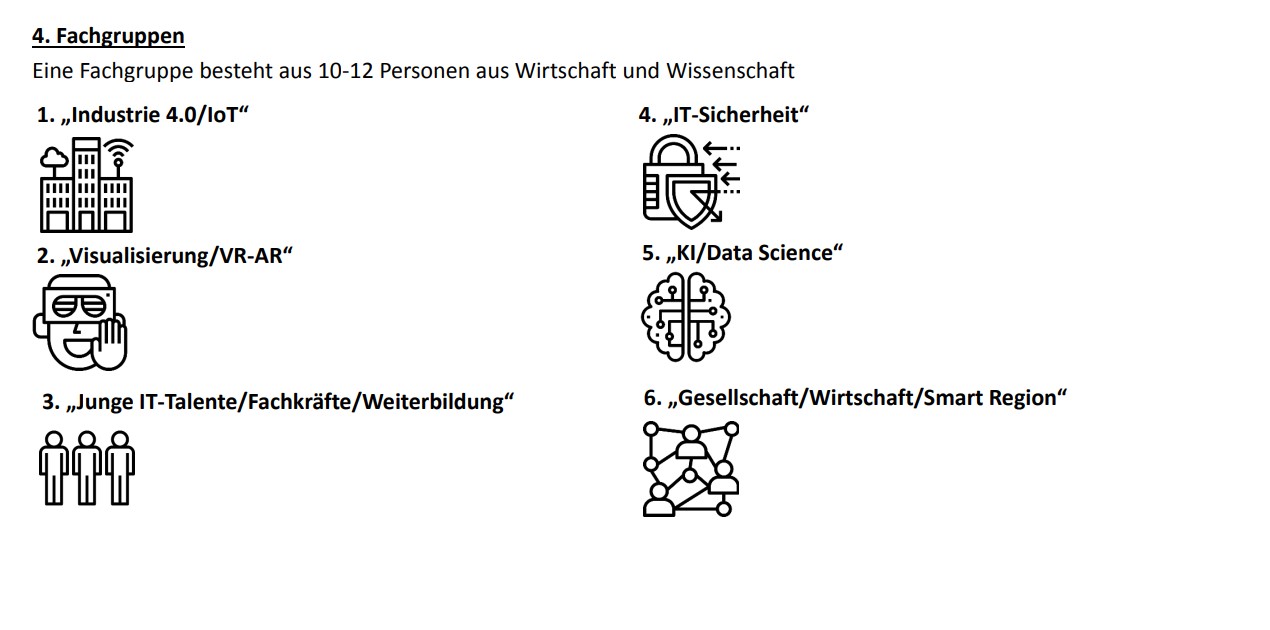 4. Fachgruppen
Eine Fachgruppe besteht aus 10-12 Personen aus Wirtschaft und Wissenschaft
1. „Industrie 4.0/IoT“
2. „Visualisierung/VR-AR“
3. „Junge IT-Talente/Fachkräfte/Weiterbildung“
4. „IT-Sicherheit“
5. „KI/Data Science“
6. „Gesellschaft/Wirtschaft/Smart Region“